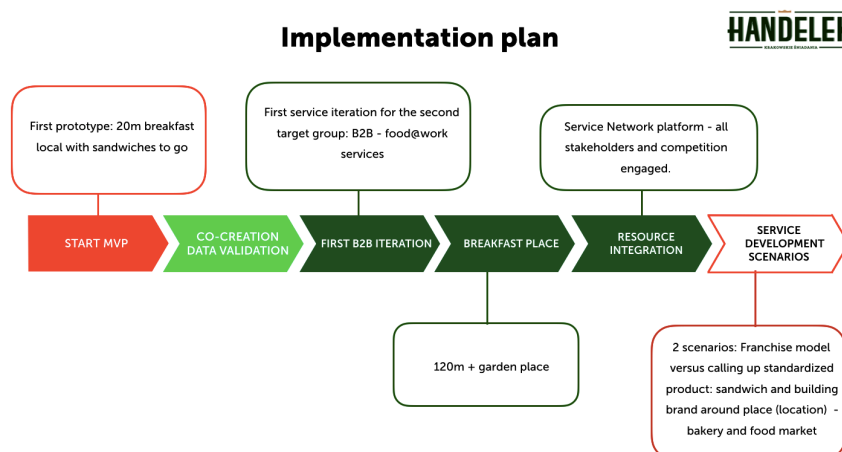 Implementation plan
HANDELEK
KRAKOWSKIE ŚNIADANIA
First prototype: 20m breakfast
local with sandwiches to go
First service iteration for the second
target group: B2B - food@work
services
Service Network platform - all
stakeholders and competition
engaged.
START MVP
CO-CREATION
DATA VALIDATION
FIRST B2B ITERATION
BREAKFAST PLACE
RESOURCE
INTEGRATION
SERVICE
DEVELOPMENT
SCENARIOS
120m + garden place
2 scenarios: Franchise model
versus calling up standardized
product: sandwich and building
brand around place (location) -
bakery and food market